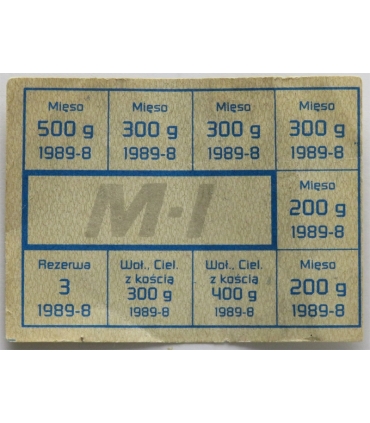 Mięso
500 g
1989-8
Mięso
300 g
1989-8
Mięso
300 g
1989-8
Mięso
300 g
1989-8
M-I
Mięso
200 g
1989-8
Rezerwa
3
1989-8
Woł., Ciel.
z kością
300 g
1989-8
Woł., Ciel.
z kością
400 g
1989-8
Mięso
200 g
1989-8